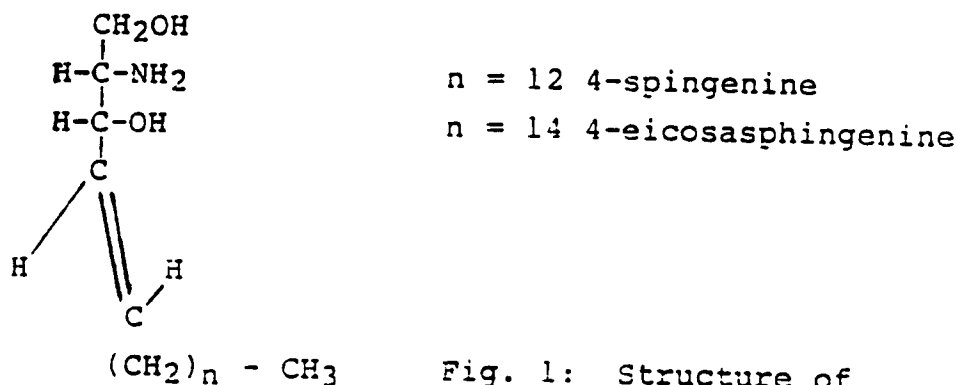 CH2OH
H-C-NH2
n = 12 4-spingenine
H-C-OH
n = 14 4-eicosasphingenine
C
H
H
C
(CH2)n - CH3
Fig. 1: Structure of